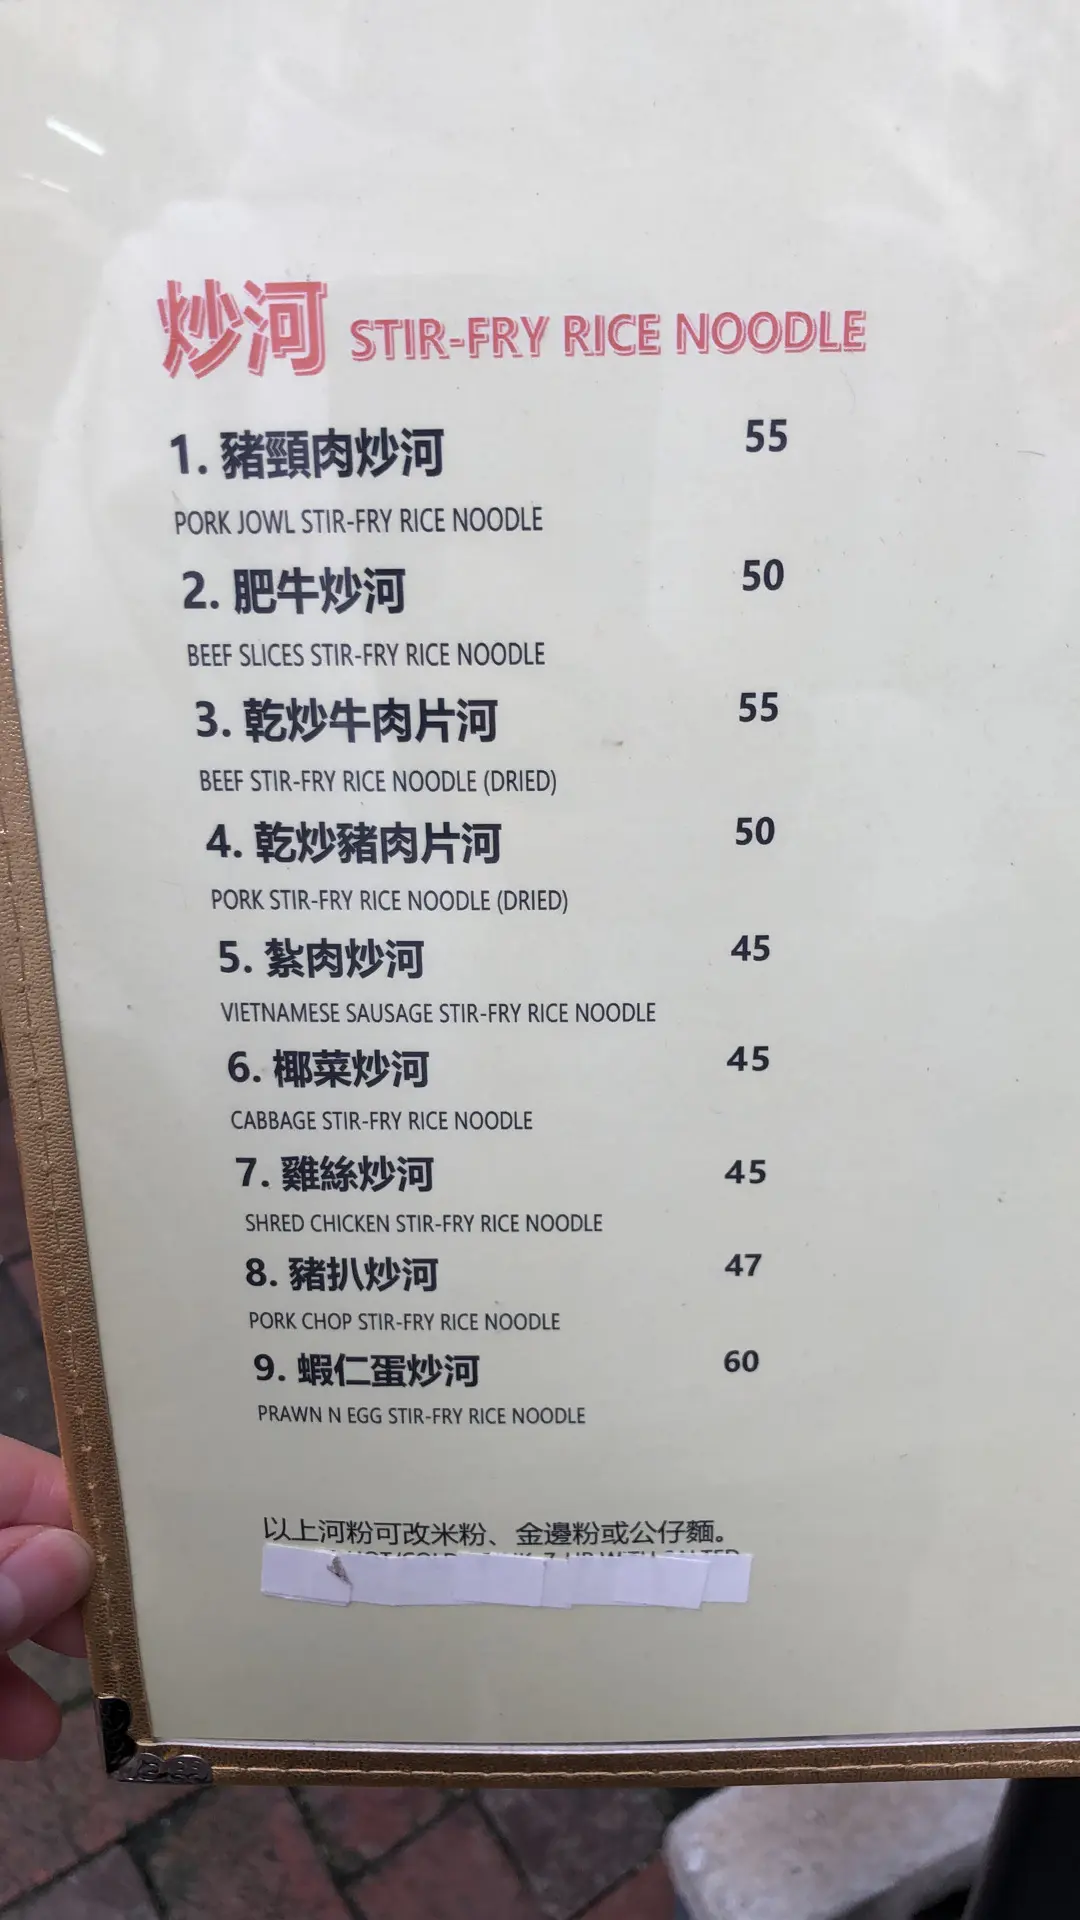 炒河 STIR-FRY RICE NOODLE
1. 豬頸肉炒河 55
PORK JOWL STIR-FRY RICE NOODLE
2. 肥牛炒河 50
BEEF SLICES STIR-FRY RICE NOODLE
3. 乾炒牛肉片河 55
BEEF STIR-FRY RICE NOODLE (DRIED)
4. 乾炒豬肉片河 50
PORK STIR-FRY RICE NOODLE (DRIED)
5. 紮肉炒河 45
VIETNAMESE SAUSAGE STIR-FRY RICE NOODLE
6. 椰菜炒河 45
CABBAGE STIR-FRY RICE NOODLE
7. 雞絲炒河 45
SHRED CHICKEN STIR-FRY RICE NOODLE
8. 豬扒炒河 47
PORK CHOP STIR-FRY RICE NOODLE
9. 蝦仁蛋炒河 60
PRAWN N EGG STIR-FRY RICE NOODLE
以上河粉可改米粉、金邊粉或公仔麵。